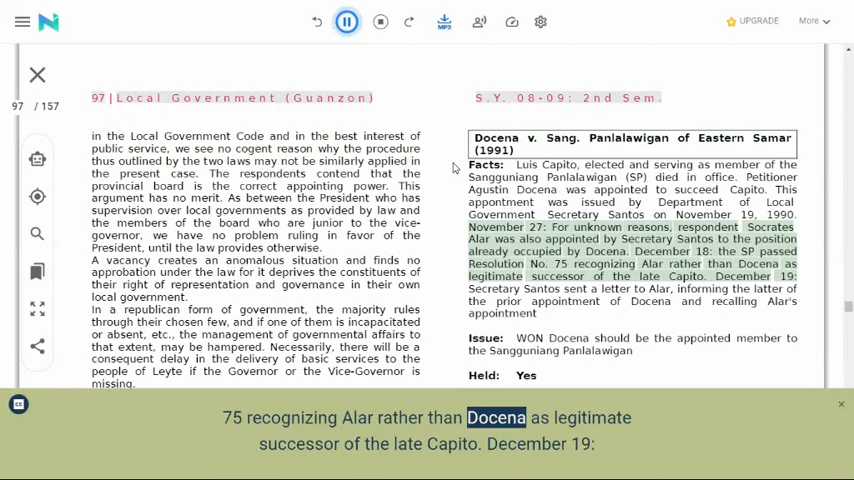 MP3
UPGRADE
More
97 / 157
97|Local Government (Guanzon)
S.Y. 08-09: 2nd Sem.
in the Local Government Code and in the best interest of
public service, we see no cogent reason why the procedure
thus outlined by the two laws may not be similarly applied in
the present case. The respondents contend that the
provincial board is the correct appointing power. This
argument has no merit. As between the President who has
supervision over local governments as provided by law and
the members of the board who are junior to the vice-
governor, we have no problem ruling in favor of the
President, until the law provides otherwise.
A vacancy creates an anomalous situation and finds no
approbation under the law for it deprives the constituents of
their right of representation and governance in their own
local government.
In a republican form of government, the majority rules
through their chosen few, and if one of them is incapacitated
or absent, etc., the management of governmental affairs to
that extent, may be hampered. Necessarily, there will be a
consequent delay in the delivery of basic services to the
people of Leyte if the Governor or the Vice-Governor is
missing.
Docena v. Sang. Panlalawigan of Eastern Samar
(1991)
Facts: Luis Capito, elected and serving as member of the
Sangguniang Panlalawigan (SP) died in office. Petitioner
Agustin Docena was appointed to succeed Capito. This
appontment was issued by Department of Local
Government Secretary Santos on November 19, 1990.
November 27: For unknown reasons, respondent Socrates
Alar was also appointed by Secretary Santos to the position
already occupied by Docena. December 18: the SP passed
Resolution No. 75 recognizing Alar rather than Docena as
legitimate successor of the late Capito. December 19:
Secretary Santos sent a letter to Alar, informing the latter of
the prior appointment of Docena and recalling Alar's
appointment
Issue: WON Docena should be the appointed member to
the Sangguniang Panlalawigan
Held: Yes
75 recognizing Alar rather than Docena as legitimate
successor of the late Capito. December 19: